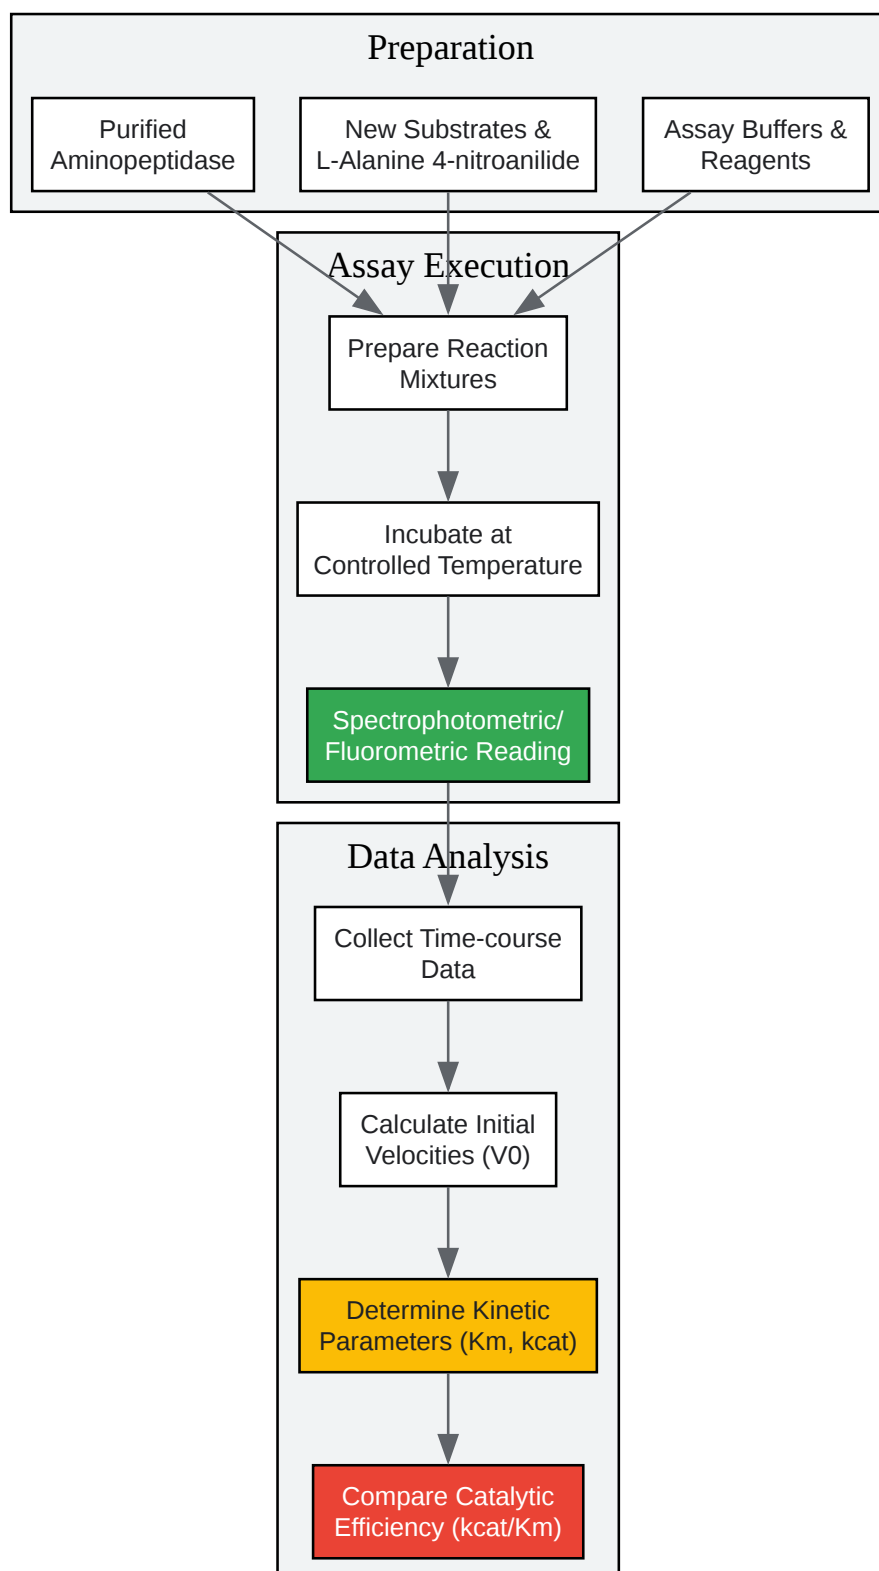 Preparation
Purified
Aminopeptidase
New Substrates &
L-Alanine 4-nitroanilide
Assay Buffers &
Reagents
Assay Execution
Prepare Reaction
Mixtures
Incubate at
Controlled Temperature
Spectrophotometric/
Fluorometric Reading
Data Analysis
Collect Time-course
Data
Calculate Initial
Velocities (V0)
Determine Kinetic
Parameters (Km, kcat)
Compare Catalytic
Efficiency (kcat/Km)